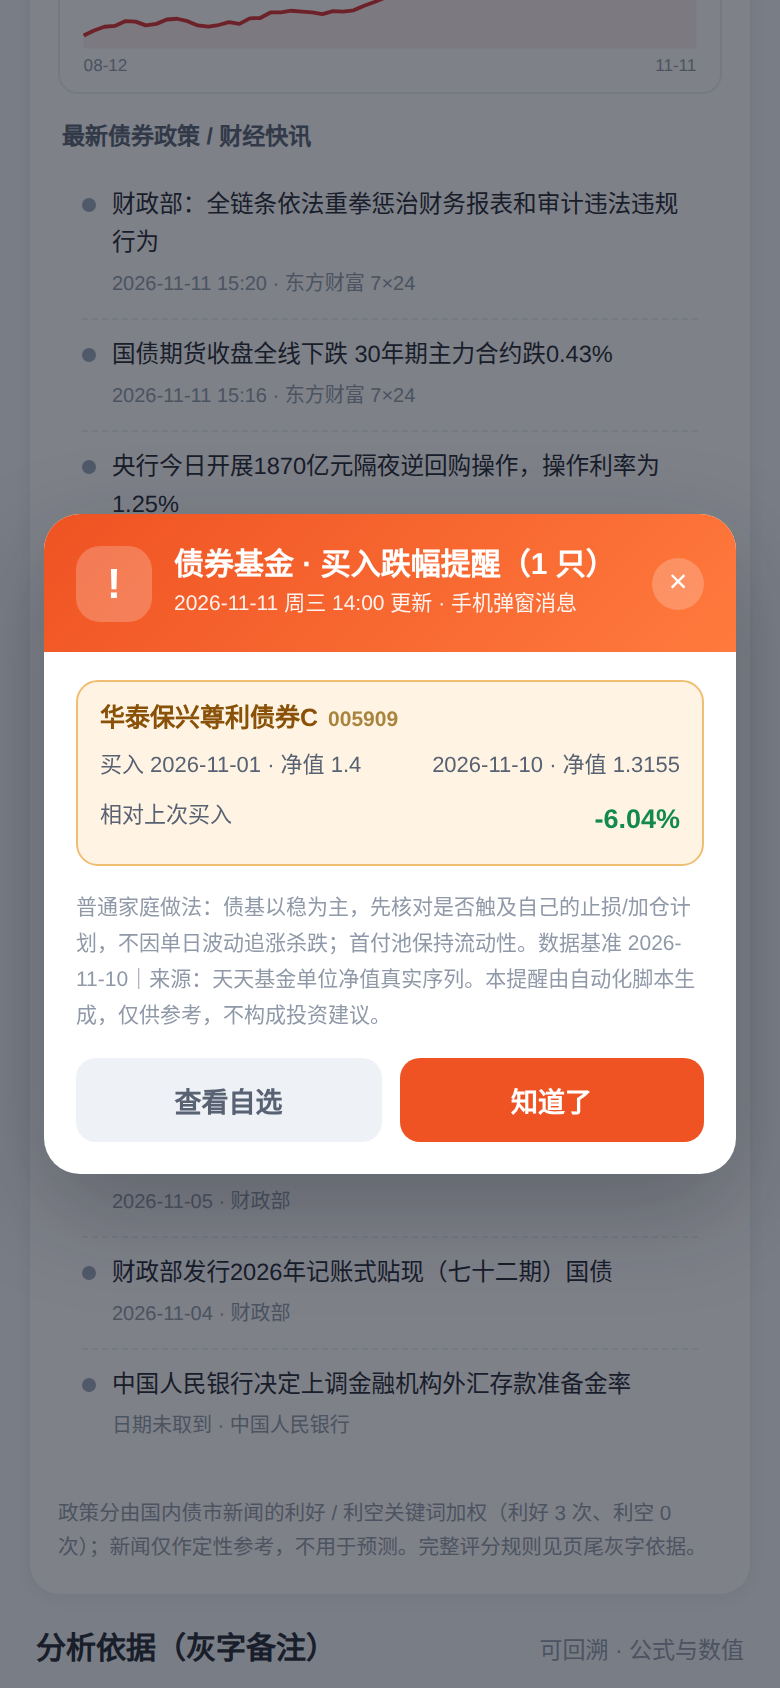 08-12
11-11
最新债券政策 / 财经快讯
财政部：全链条依法重拳惩治财务报表和审计违法违规
行为
2026-11-11 15:20 · 东方财富 7×24
国债期货收盘全线下跌 30年期主力合约跌0.43%
2026-11-11 15:16 · 东方财富 7×24
央行今日开展1870亿元隔夜逆回购操作，操作利率为
1.25%
!
债券基金 · 买入跌幅提醒（1 只）
2026-11-11 周三 14:00 更新 · 手机弹窗消息
×
华泰保兴尊利债券C 005909
买入 2026-11-01 · 净值 1.4
2026-11-10 · 净值 1.3155
相对上次买入
-6.04%
普通家庭做法：债基以稳为主，先核对是否触及自己的止损/加仓计
划，不因单日波动追涨杀跌；首付池保持流动性。数据基准 2026-
11-10｜来源：天天基金单位净值真实序列。本提醒由自动化脚本生
成，仅供参考，不构成投资建议。
查看自选
知道了
2026-11-05 · 财政部
财政部发行2026年记账式贴现（七十二期）国债
2026-11-04 · 财政部
中国人民银行决定上调金融机构外汇存款准备金率
日期未取到 · 中国人民银行
政策分由国内债市新闻的利好 / 利空关键词加权（利好 3 次、利空 0
次）；新闻仅作定性参考，不用于预测。完整评分规则见页尾灰字依据。
分析依据（灰字备注）
可回溯 · 公式与数值